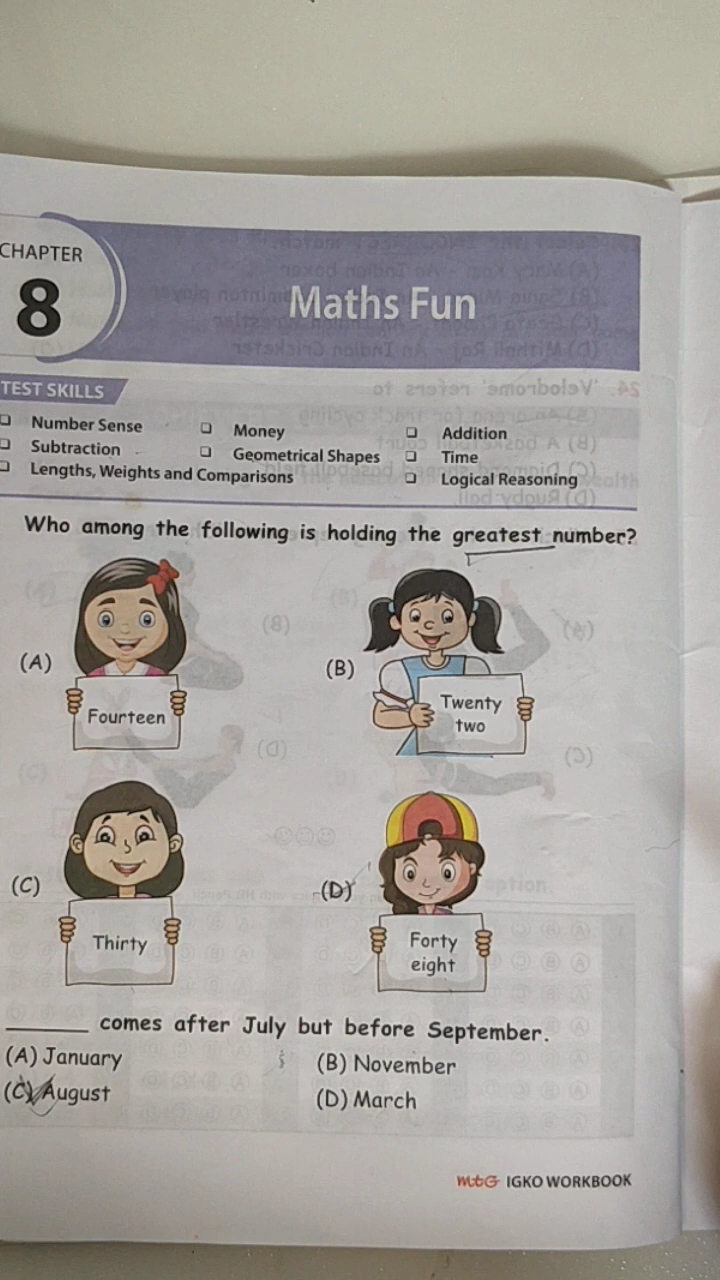 CHAPTER
8
Maths Fun
TEST SKILLS
Number Sense
Money
Addition
Subtraction
Geometrical Shapes
Time
Lengths, Weights and Comparisons
Logical Reasoning
Who among the following is holding the greatest number?
(A)
Fourteen
(B)
Twenty
two
(C)
Thirty
(D)
Forty
eight
______ comes after July but before September.
(A) January
(B) November
(C) August
(D) March
mtG IGKO WORKBOOK